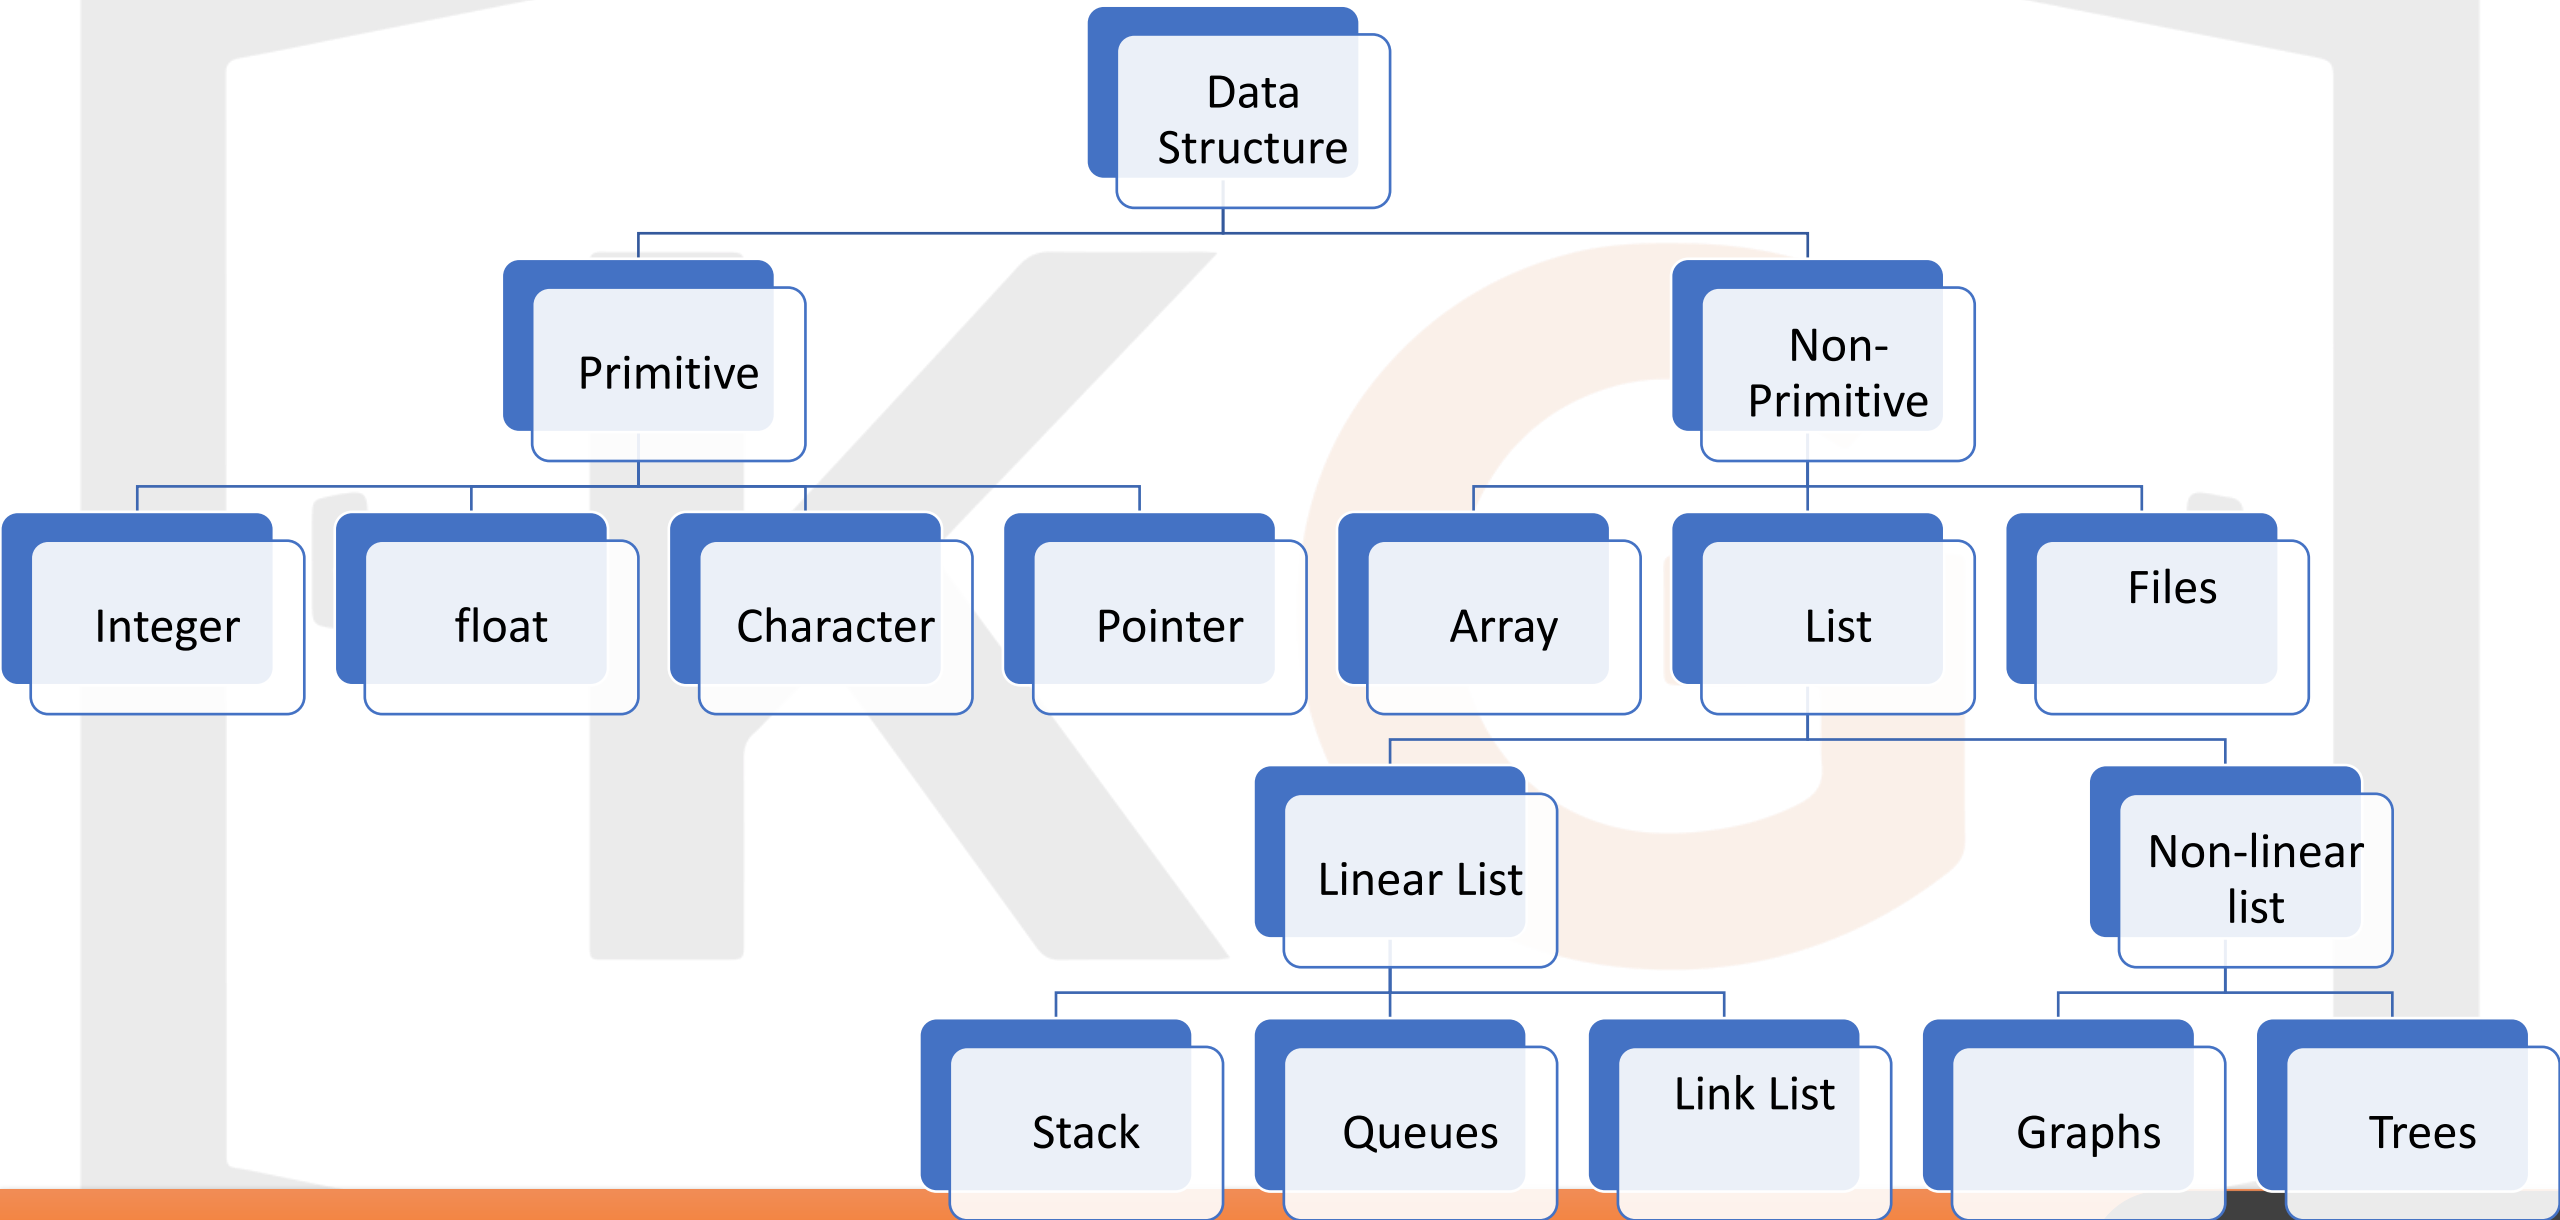 Data
Structure
Primitive
Non-
Primitive
Integer
float
Character
Pointer
Array
List
Files
Linear List
Non-linear
list
Stack
Queues
Link List
Graphs
Trees